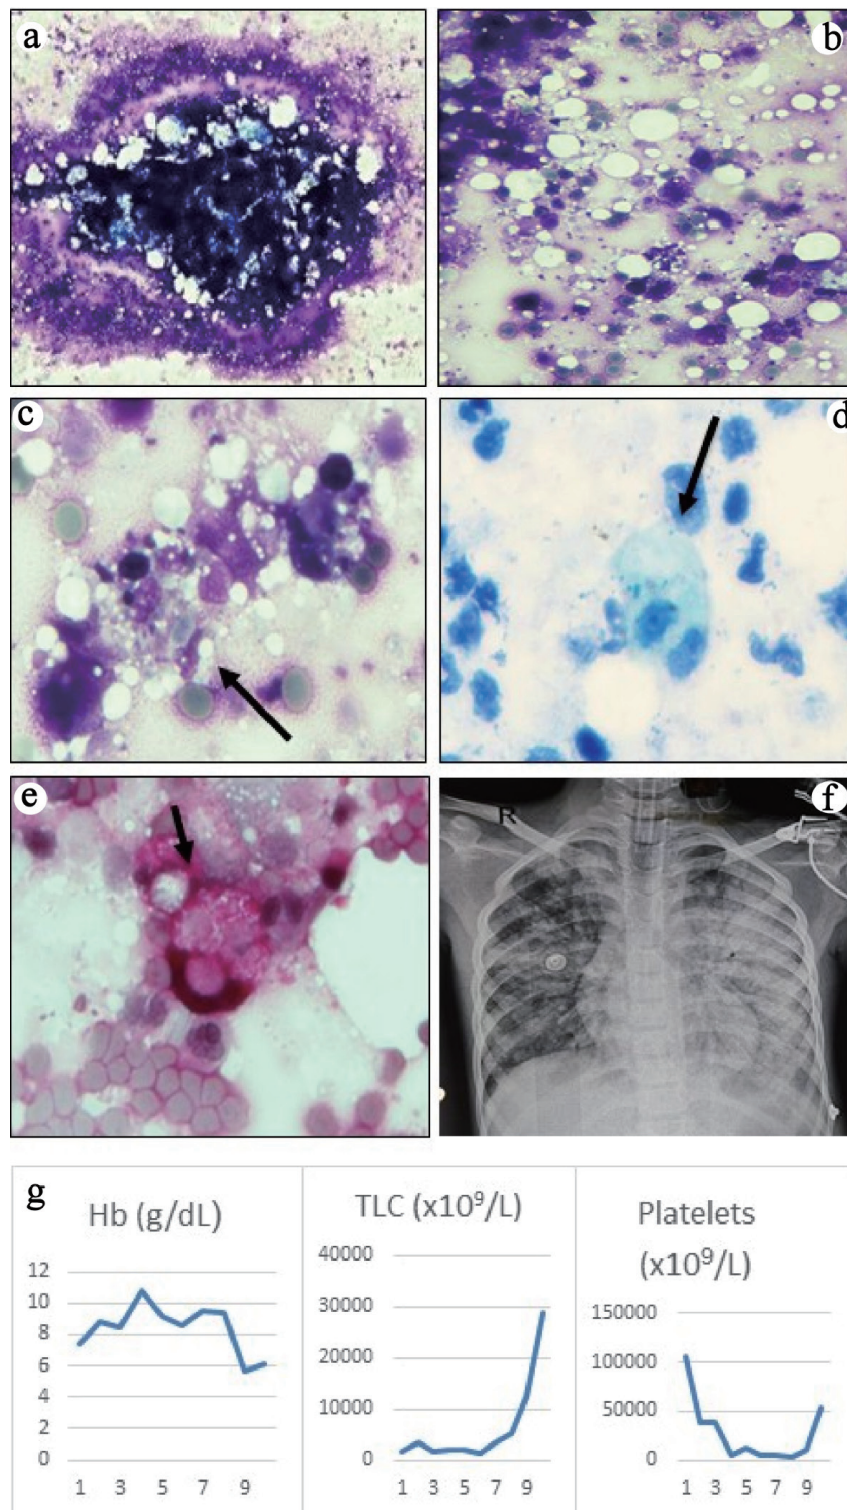 a
b
c
d
e
f
R
g
Hb (g/dL)
12
10
8
6
4
2
0
1 3 5 7 9
TLC (x10⁹/L)
40000
30000
20000
10000
0
1 3 5 7 9
Platelets
(x10⁹/L)
150000
100000
50000
0
1 3 5 7 9